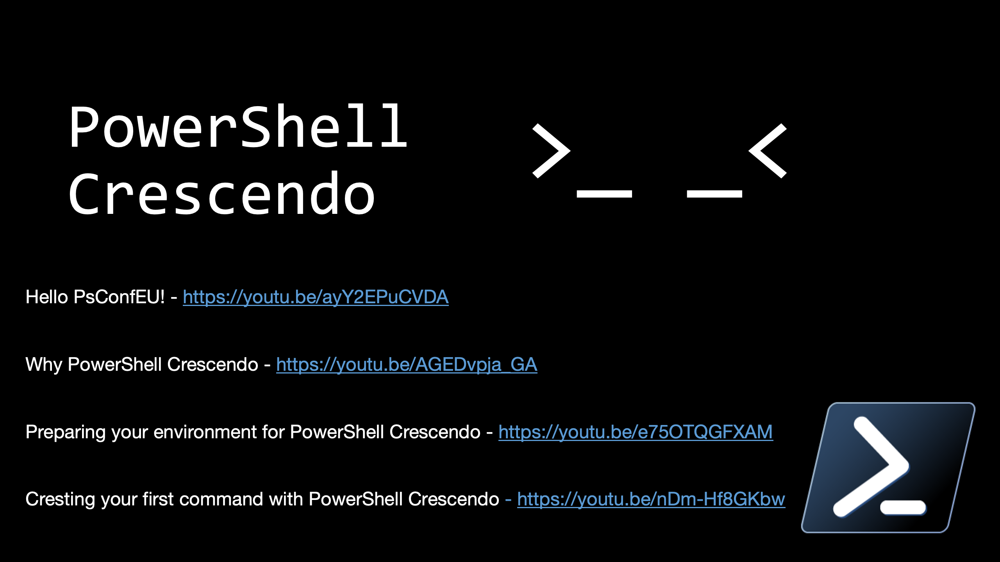 PowerShell
Crescendo
>_ _<
Hello PsConfEU! - https://youtu.be/ayY2EPuCVDA
Why PowerShell Crescendo - https://youtu.be/AGEDvpja_GA
Preparing your environment for PowerShell Crescendo - https://youtu.be/e75OTQGFXAM
Cresting your first command with PowerShell Crescendo - https://youtu.be/nDm-Hf8GKbw